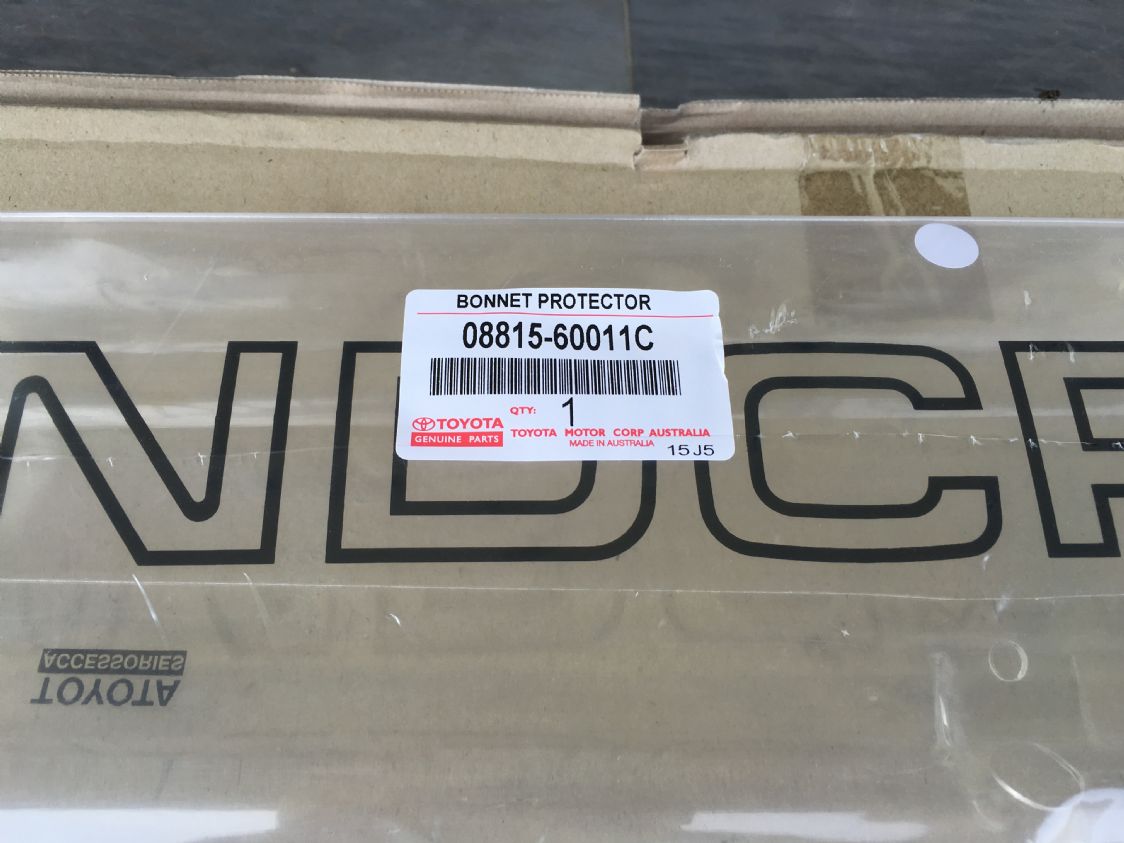 BONNET PROTECTOR
08815-60011C
QTY: 1
TOYOTA
GENUINE PARTS
TOYOTA MOTOR CORP AUSTRALIA
MADE IN AUSTRALIA
15J5
NDCR
ACCESSORIES
TOYOTA